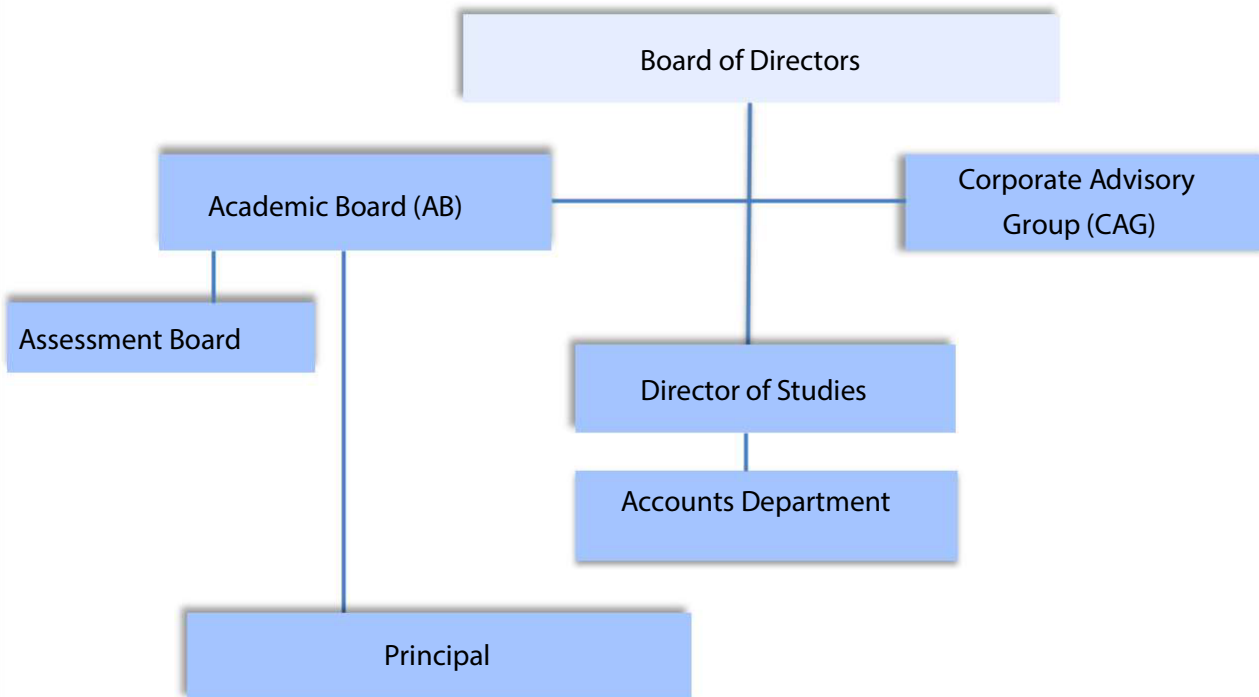 Board of Directors
Academic Board (AB)
Corporate Advisory
Group (CAG)
Assessment Board
Director of Studies
Accounts Department
Principal